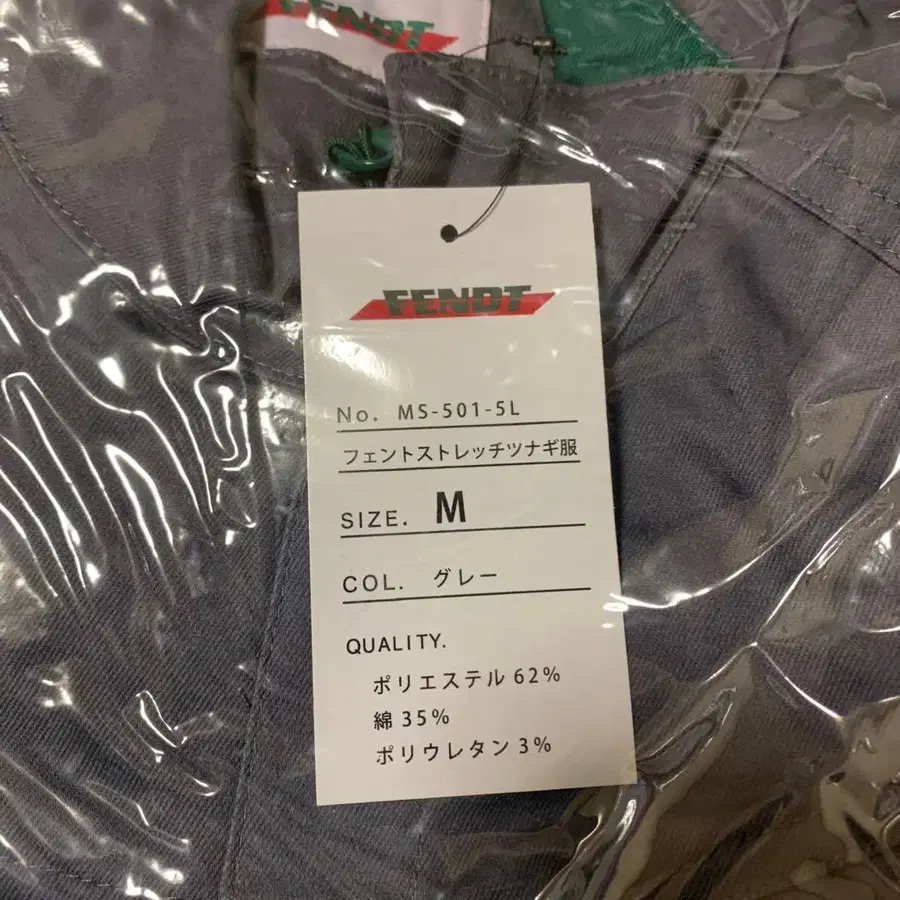 FENDT
FENDT
No. MS-501-5L
フェントストレッチツナギ服
SIZE. M
COL. グレー
QUALITY.
ポリエステル 62%
綿 35%
ポリウレタン 3%